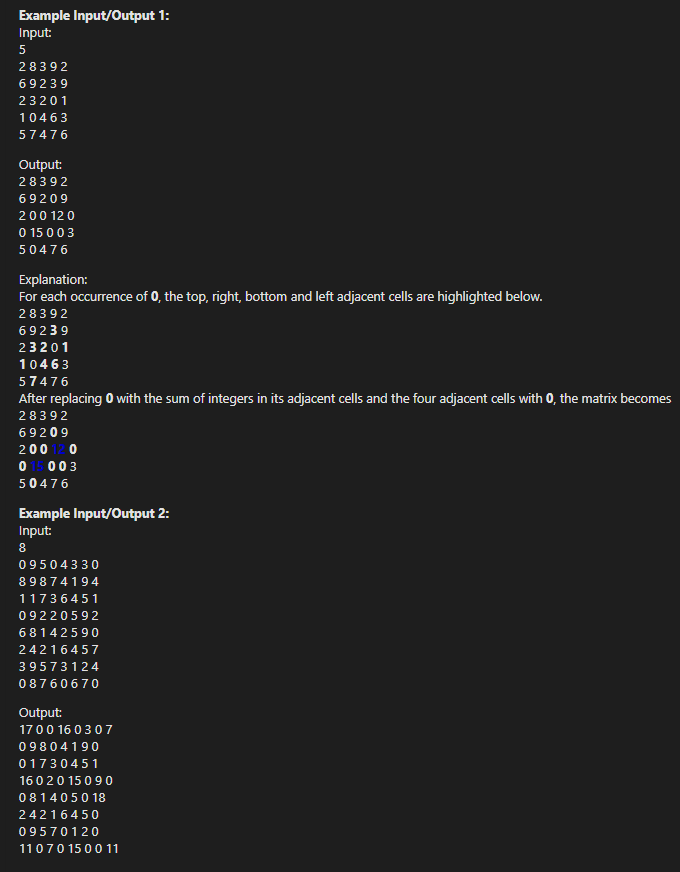 Example Input/Output 1:
Input:
5
2 8 3 9 2
6 9 2 3 9
2 3 2 0 1
1 0 4 6 3
5 7 4 7 6
Output:
2 8 3 9 2
6 9 2 0 9
2 0 0 12 0
0 15 0 0 3
5 0 4 7 6
Explanation:
For each occurrence of 0, the top, right, bottom and left adjacent cells are highlighted below.
2 8 3 9 2
6 9 2 3 9
2 3 2 0 1
1 0 4 6 3
5 7 4 7 6
After replacing 0 with the sum of integers in its adjacent cells and the four adjacent cells with 0, the matrix becomes
2 8 3 9 2
6 9 2 0 9
2 0 0 12 0
0 15 0 0 3
5 0 4 7 6
Example Input/Output 2:
Input:
8
0 9 5 0 4 3 3 0
8 9 8 7 4 1 9 4
1 1 7 3 6 4 5 1
0 9 2 2 0 5 9 2
6 8 1 4 2 5 9 0
2 4 2 1 6 4 5 7
3 9 5 7 3 1 2 4
0 8 7 6 0 6 7 0
Output:
17 0 0 16 0 3 0 7
0 9 8 0 4 1 9 0
0 1 7 3 0 4 5 1
16 0 2 0 15 0 9 0
0 8 1 4 0 5 0 18
2 4 2 1 6 4 5 0
0 9 5 7 0 1 2 0
11 0 7 0 15 0 0 11